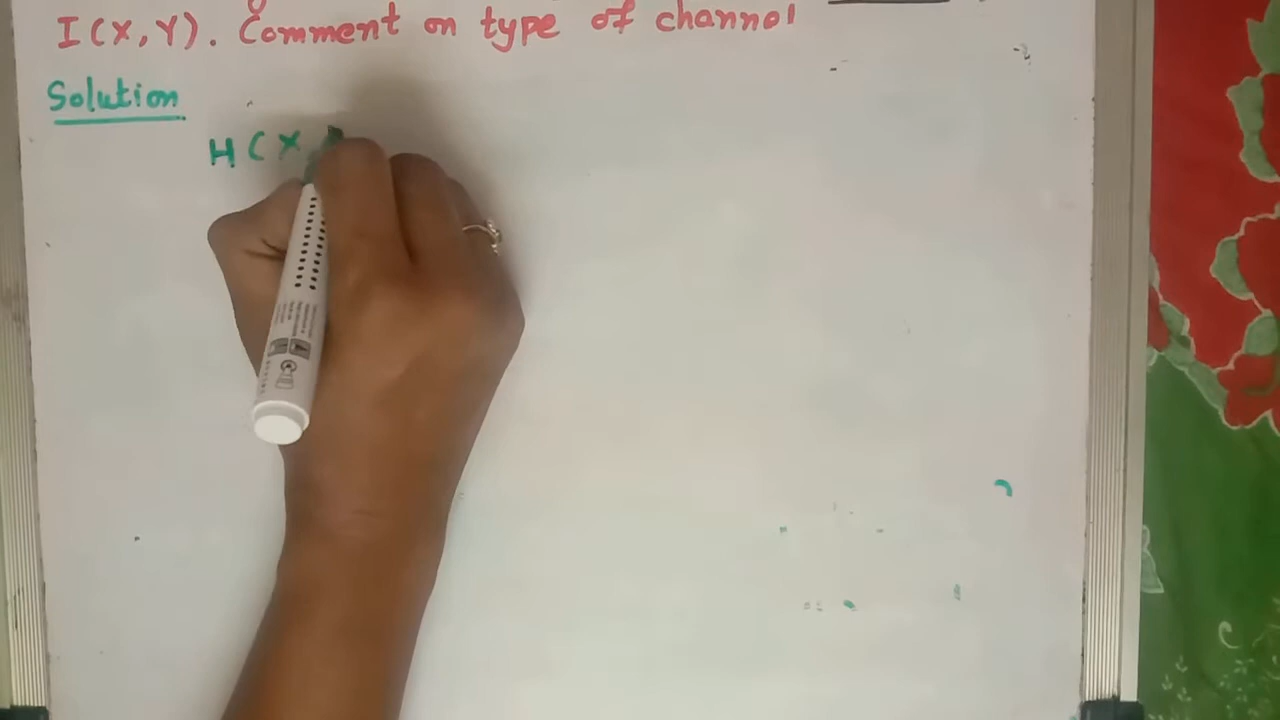 I(X,Y). Comment on type of channel
Solution
H(X,